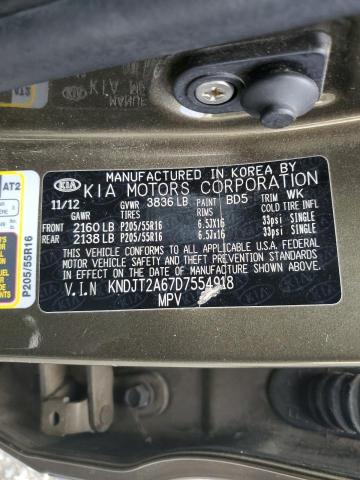 MANUFACTURED IN KOREA BY
KIA KIA MOTORS CORPORATION
11/12 GVWR 3836 LB PAINT BD5 TRIM WK
GAWR TIRES RIMS COLD TIRE INFL
FRONT 2160 LB P205/55R16 6.5JX16 33psi SINGLE
REAR 2138 LB P205/55R16 6.5Jx16 33psi SINGLE
THIS VEHICLE CONFORMS TO ALL APPLICABLE FEDERAL
MOTOR VEHICLE SAFETY, BUMPER, AND THEFT PREVENTION
STANDARDS IN EFFECT ON THE DATE OF MANUFACTURE
SHOWN ABOVE.
V.I.N KNDJT2A67D7554918
MPV
AT2
P205/55R16